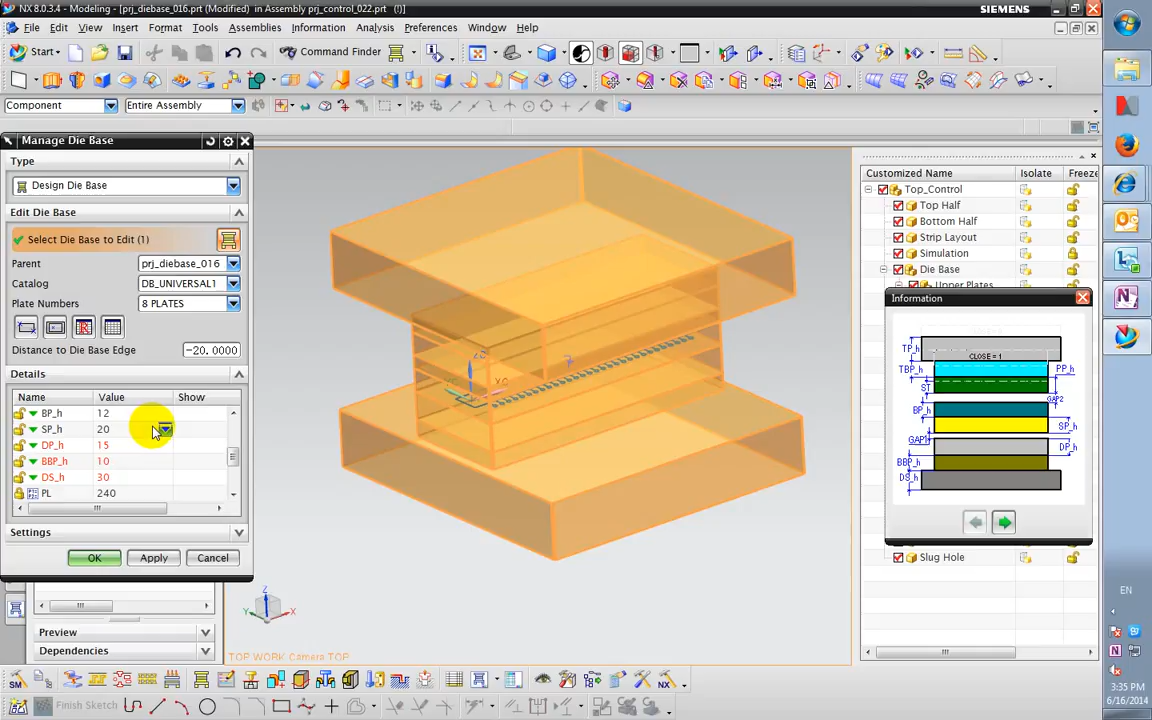 NX 8.0.3.4 - Modeling - [prj_diebase_016.prt (Modified) in Assembly prj_control_022.prt (!)]
SIEMENS
File Edit View Insert Format Tools Assemblies Information Analysis Preferences Window Help
Start
Command Finder
Component
Entire Assembly
Manage Die Base
Type
Design Die Base
Edit Die Base
Select Die Base to Edit (1)
Parent prj_diebase_016
Catalog DB_UNIVERSAL1
Plate Numbers 8 PLATES
Distance to Die Base Edge -20.0000
Details
Name Value Show
BP_h 12
SP_h 20
DP_h 15
BBP_h 10
DS_h 30
PL 240
Settings
OK Apply Cancel
Preview
Dependencies
ZC
YC
XC
Z
Y
X
TOP WORK Camera TOP
Customized Name Isolate Freeze
Top_Control
Top Half
Bottom Half
Strip Layout
Simulation
Die Base
Upper Plates
Information
TP_h
CLOSE = 1
TBP_h
PP_h
ST
GAP2
BP_h
SP_h
GAP1
DP_h
BBP_h
DS_h
Slug Hole
SM
NX
Finish Sketch
EN
3:35 PM
6/16/2014